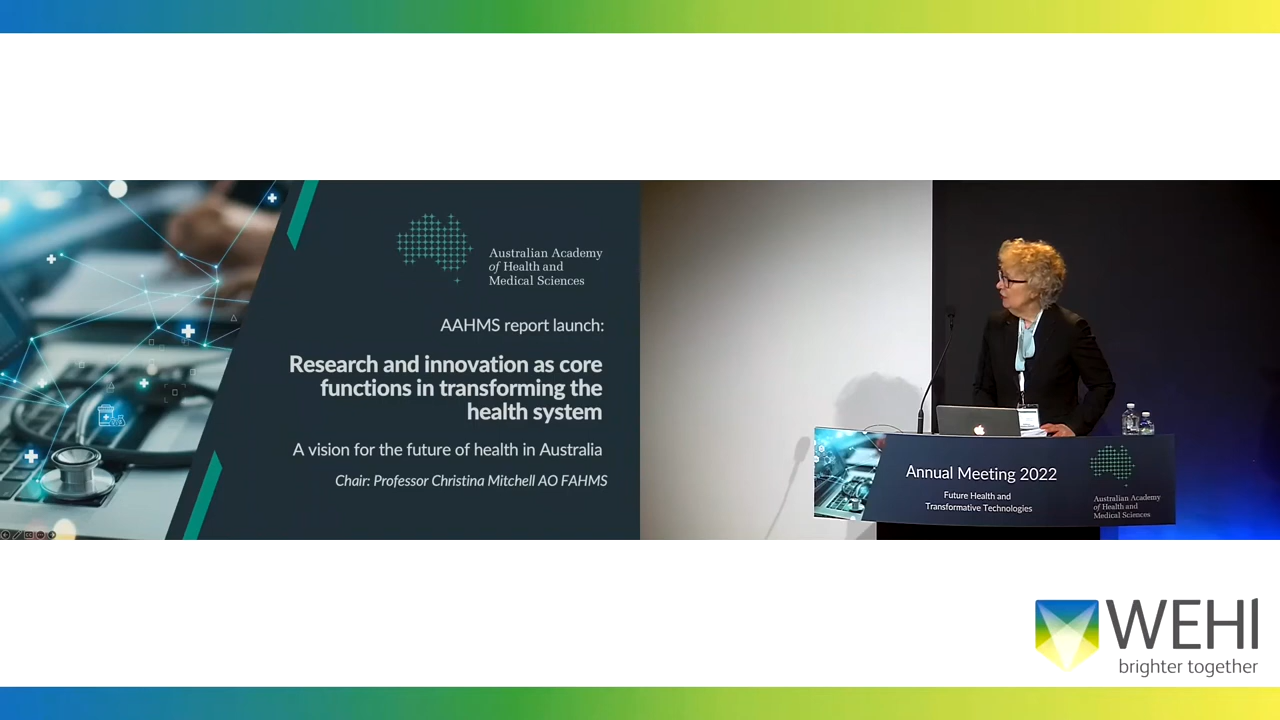 Australian Academy
of Health and
Medical Sciences
AAHMS report launch:
Research and innovation as core
functions in transforming the
health system
A vision for the future of health in Australia
Chair: Professor Christina Mitchell AO FAHMS
Annual Meeting 2022
Future Health and
Transformative Technologies
Australian Academy
of Health and
Medical Sciences
WEHI
brighter together